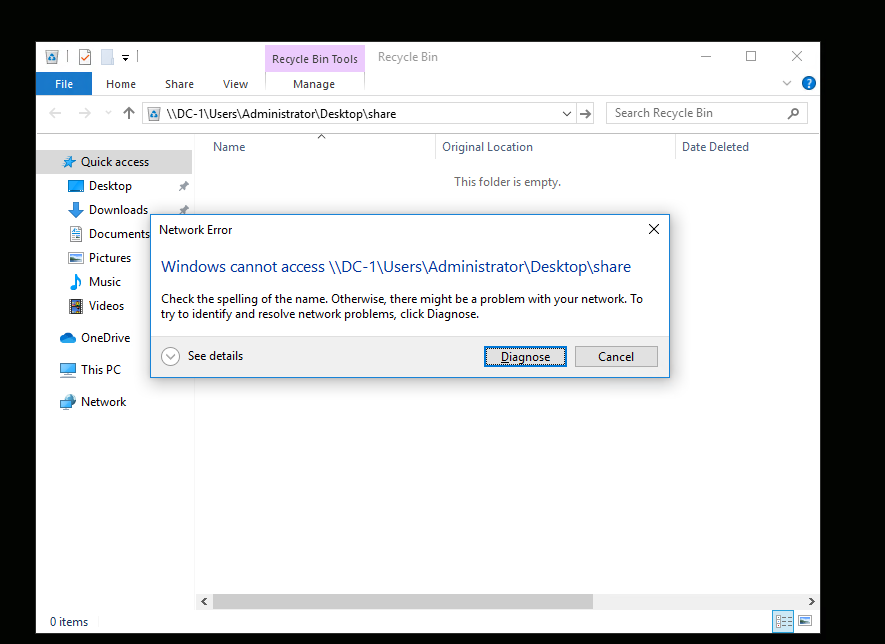 Recycle Bin Tools
Recycle Bin
File
Home
Share
View
Manage
\\DC-1\Users\Administrator\Desktop\share
Search Recycle Bin
Name
Original Location
Date Deleted
This folder is empty.
Quick access
Desktop
Downloads
Documents
Pictures
Music
Videos
OneDrive
This PC
Network
Network Error
Windows cannot access \\DC-1\Users\Administrator\Desktop\share
Check the spelling of the name. Otherwise, there might be a problem with your network. To
try to identify and resolve network problems, click Diagnose.
See details
Diagnose
Cancel
0 items